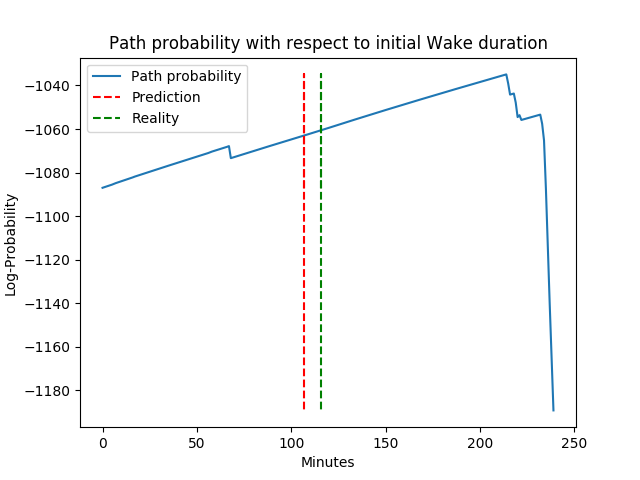 Path probability with respect to initial Wake duration
Path probability
Prediction
Reality
−1040
−1060
−1080
−1100
−1120
−1140
−1160
−1180
Log-Probability
0 50 100 150 200 250
Minutes